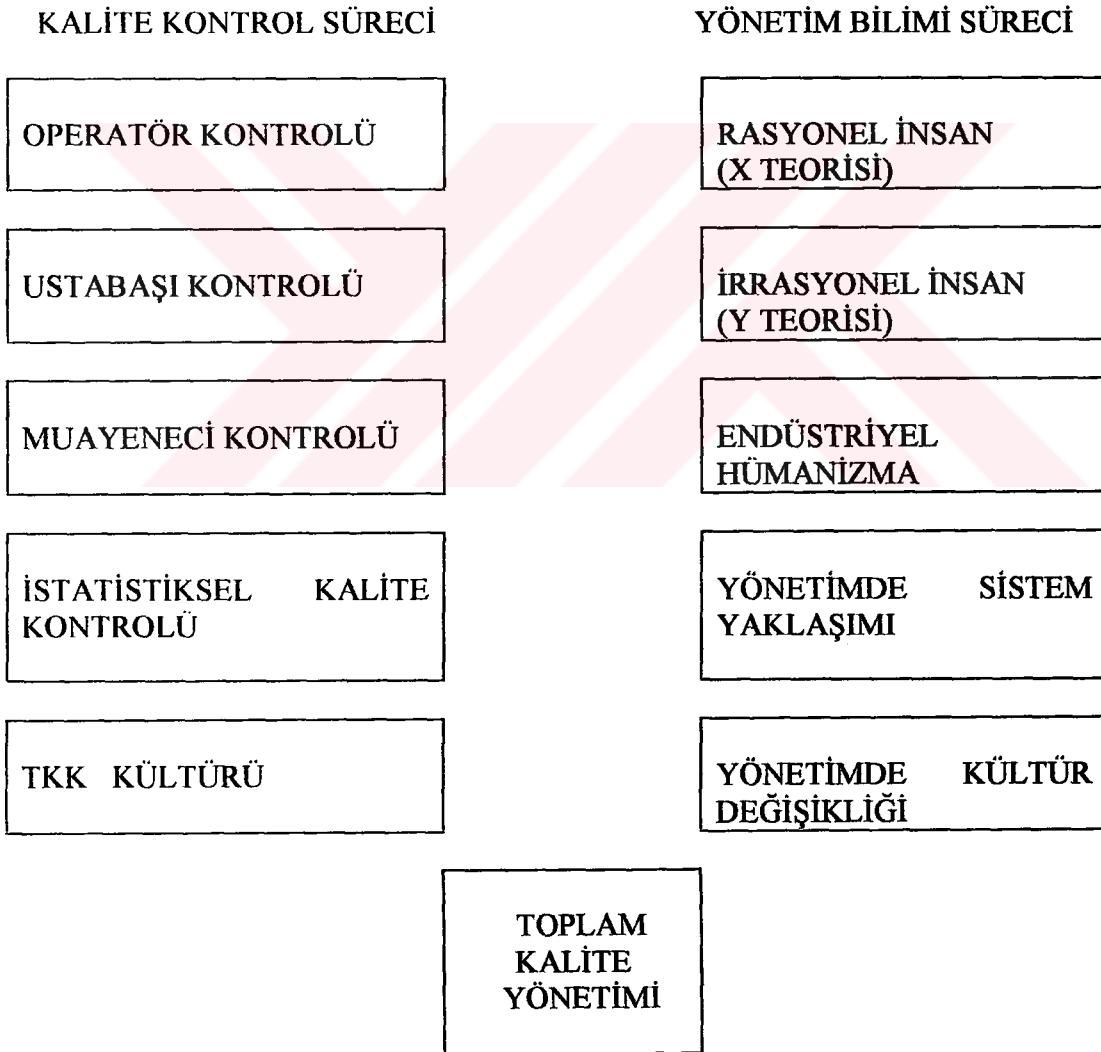 KALİTE KONTROL SÜRECİ
OPERATÖR KONTROLÜ
USTABAŞI KONTROLÜ
MUAYENECİ KONTROLÜ
İSTATİSTİKSEL KALİTE
KONTROLÜ
TKK KÜLTÜRÜ
YÖNETİM BİLİMİ SÜRECİ
RASYONEL İNSAN
(X TEORİSİ)
İRRASYONEL İNSAN
(Y TEORİSİ)
ENDÜSTRİYEL
HÜMANİZMA
YÖNETİMDE SİSTEM
YAKLAŞIMI
YÖNETİMDE KÜLTÜR
DEĞİŞİKLİĞİ
TOPLAM
KALİTE
YÖNETİMİ